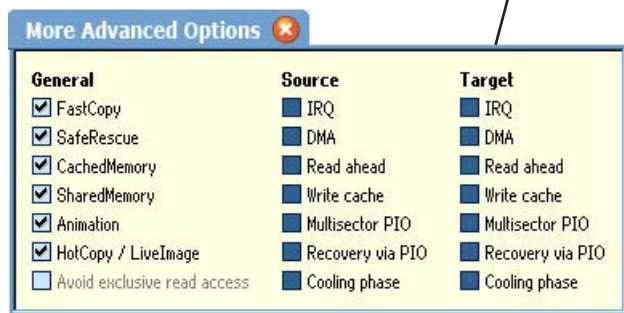 More Advanced Options
General Source Target
FastCopy IRQ IRQ
SafeRescue DMA DMA
CachedMemory Read ahead Read ahead
SharedMemory Write cache Write cache
Animation Multisector PIO Multisector PIO
HotCopy / LiveImage Recovery via PIO Recovery via PIO
Avoid exclusive read access Cooling phase Cooling phase